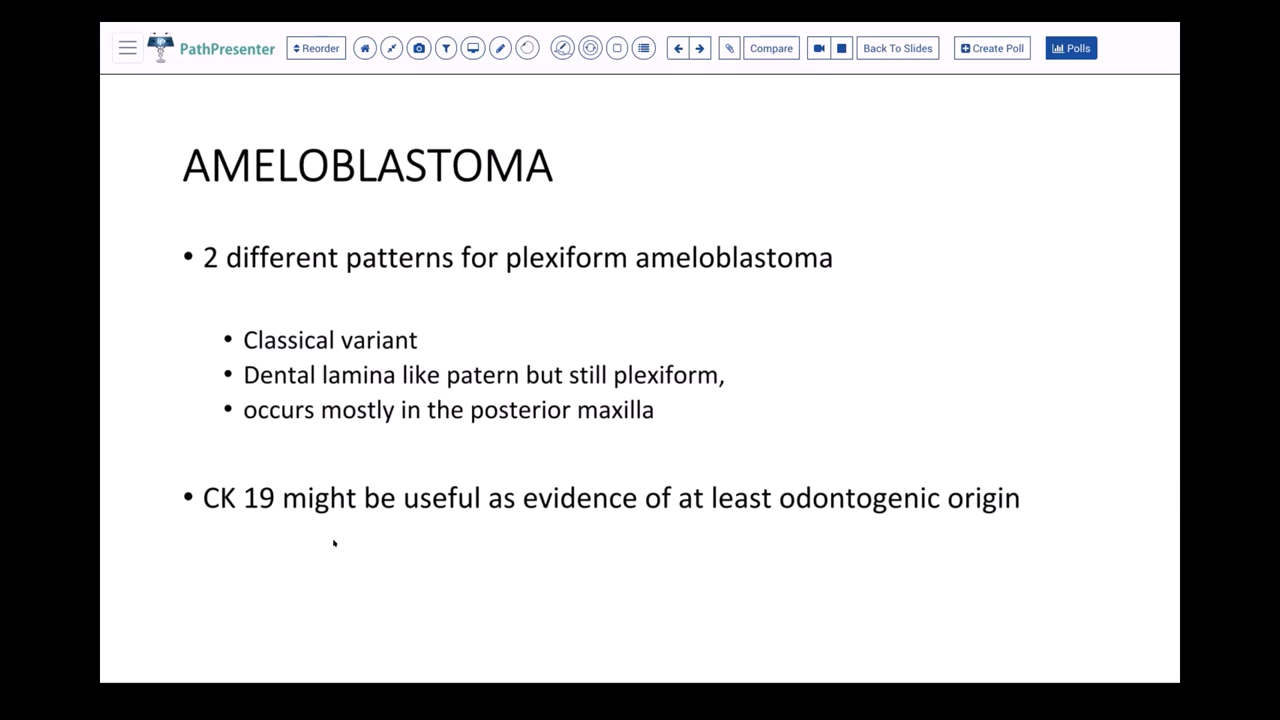 PathPresenter Reorder Compare Back To Slides Create Poll Polls
AMELOBLASTOMA
• 2 different patterns for plexiform ameloblastoma
• Classical variant
• Dental lamina like patern but still plexiform,
• occurs mostly in the posterior maxilla
• CK 19 might be useful as evidence of at least odontogenic origin